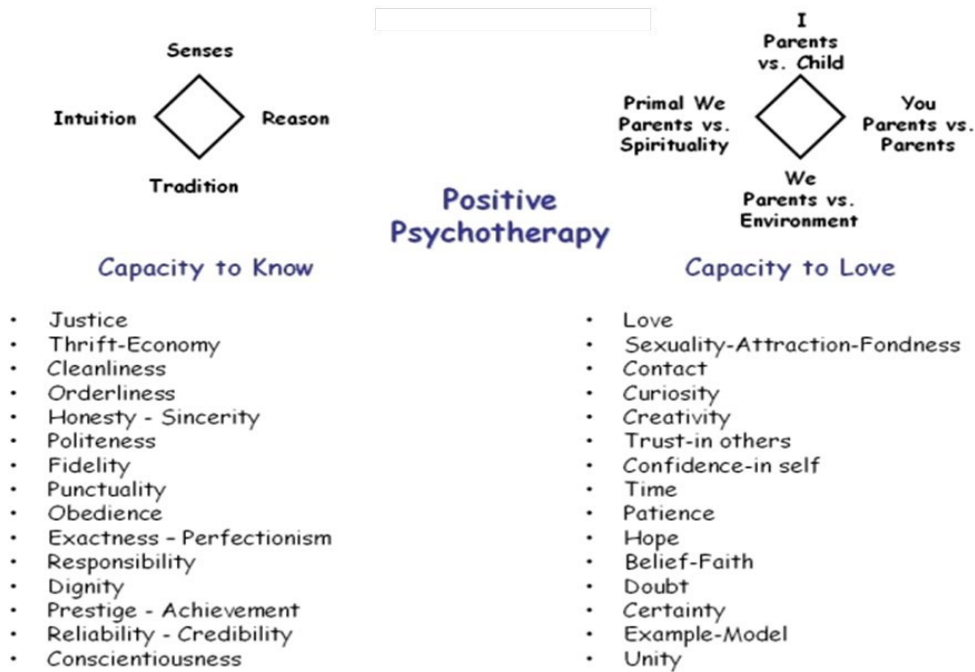 Senses
Intuition
Reason
Tradition
I
Parents
vs. Child
Primal We
Parents vs.
Spirituality
You
Parents vs.
Parents
We
Parents vs.
Environment
Positive
Psychotherapy
Capacity to Know
• Justice
• Thrift-Economy
• Cleanliness
• Orderliness
• Honesty - Sincerity
• Politeness
• Fidelity
• Punctuality
• Obedience
• Exactness – Perfectionism
• Responsibility
• Dignity
• Prestige - Achievement
• Reliability - Credibility
• Conscientiousness
Capacity to Love
• Love
• Sexuality-Attraction-Fondness
• Contact
• Curiosity
• Creativity
• Trust-in others
• Confidence-in self
• Time
• Patience
• Hope
• Belief-Faith
• Doubt
• Certainty
• Example-Model
• Unity